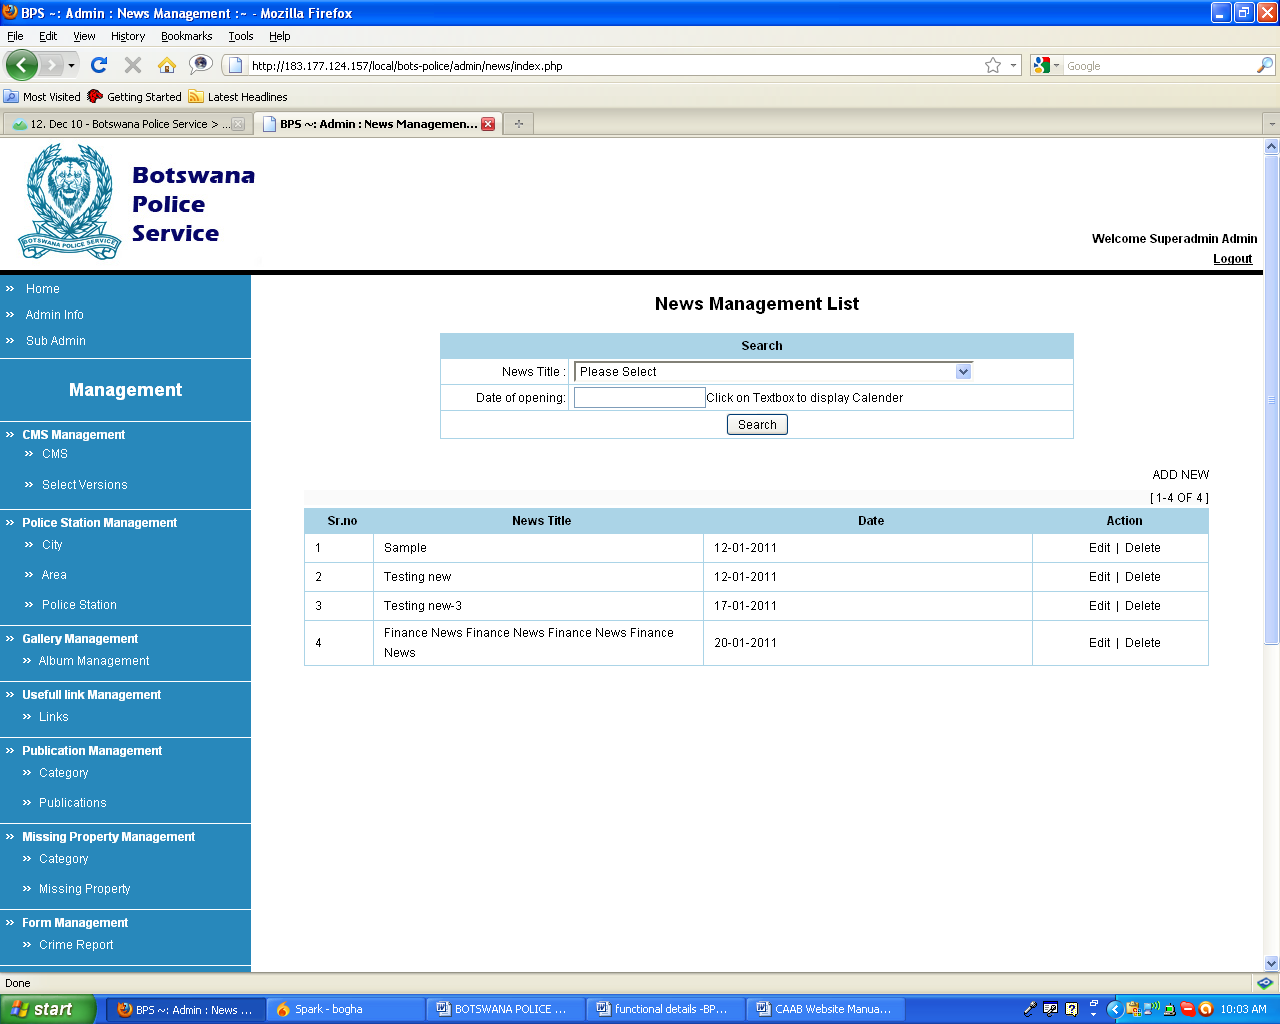 BPS ~: Admin : News Management :~ - Mozilla Firefox
File Edit View History Bookmarks Tools Help
http://183.177.124.157/local/bots-police/admin/news/index.php
Google
Most Visited Getting Started Latest Headlines
12. Dec 10 - Botswana Police Service > ...
BPS ~: Admin : News Managemen...
BOTSWANA POLICE SERVICE
Botswana
Police
Service
Welcome Superadmin Admin
Logout
Home
Admin Info
Sub Admin
Management
CMS Management
CMS
Select Versions
Police Station Management
City
Area
Police Station
Gallery Management
Album Management
Usefull link Management
Links
Publication Management
Category
Publications
Missing Property Management
Category
Missing Property
Form Management
Crime Report
News Management List
Search
News Title : Please Select
Date of opening: Click on Textbox to display Calender
Search
ADD NEW
[ 1-4 OF 4 ]
Sr.no News Title Date Action
1 Sample 12-01-2011 Edit | Delete
2 Testing new 12-01-2011 Edit | Delete
3 Testing new-3 17-01-2011 Edit | Delete
4 Finance News Finance News Finance News Finance News 20-01-2011 Edit | Delete
Done
start BPS ~: Admin : News ... Spark - bogha BOTSWANA POLICE ... functional details -BP... CAAB Website Manua... 10:03 AM